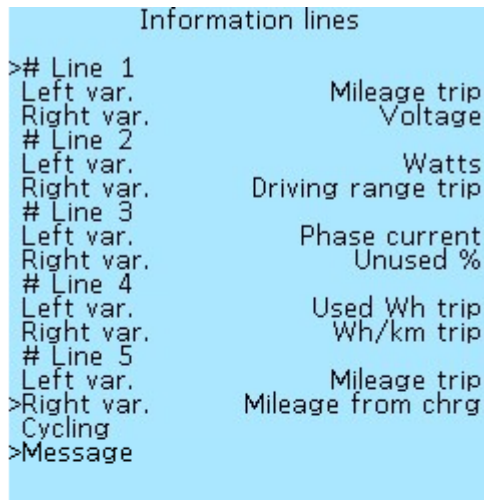 Information lines
># Line 1
Left var. Mileage trip
Right var. Voltage
# Line 2
Left var. Watts
Right var. Driving range trip
# Line 3
Left var. Phase current
Right var. Unused %
# Line 4
Left var. Used Wh trip
Right var. Wh/km trip
# Line 5
Left var. Mileage trip
>Right var. Mileage from chrg
Cycling
>Message